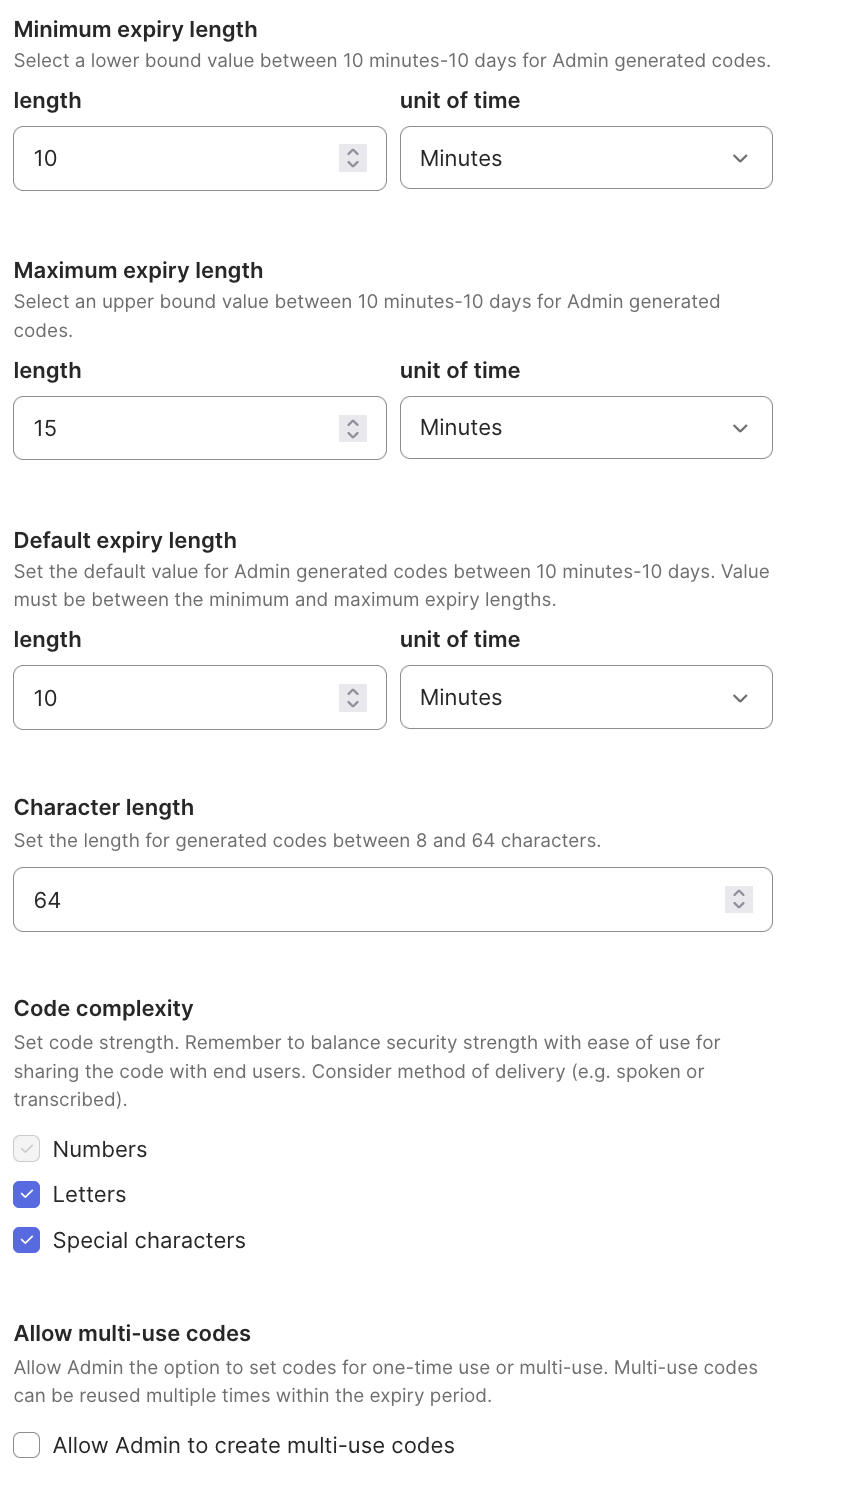 Minimum expiry length
Select a lower bound value between 10 minutes-10 days for Admin generated codes.
length
unit of time
10
Minutes
Maximum expiry length
Select an upper bound value between 10 minutes-10 days for Admin generated
codes.
length
unit of time
15
Minutes
Default expiry length
Set the default value for Admin generated codes between 10 minutes-10 days. Value
must be between the minimum and maximum expiry lengths.
length
unit of time
10
Minutes
Character length
Set the length for generated codes between 8 and 64 characters.
64
Code complexity
Set code strength. Remember to balance security strength with ease of use for
sharing the code with end users. Consider method of delivery (e.g. spoken or
transcribed).
Numbers
Letters
Special characters
Allow multi-use codes
Allow Admin the option to set codes for one-time use or multi-use. Multi-use codes
can be reused multiple times within the expiry period.
Allow Admin to create multi-use codes